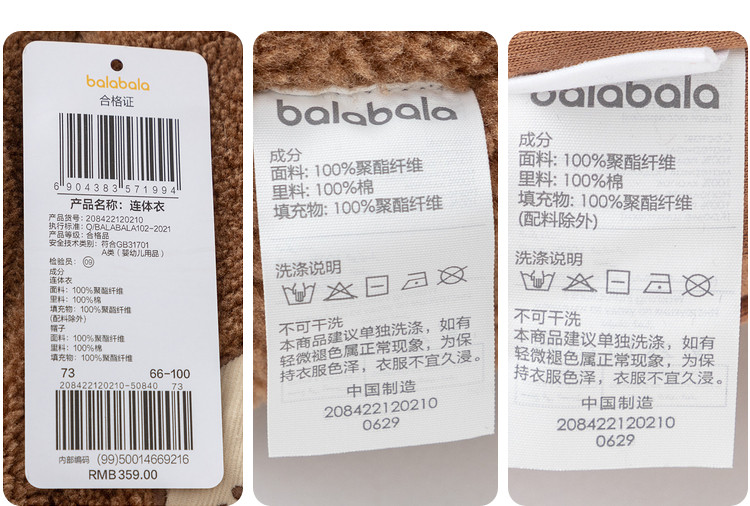 balabala
合格证
6 904383 571994
产品名称：连体衣
产品货号：208422120210
执行标准：Q/BALABALA102-2021
产品等级：合格品
安全技术类别：符合GB31701
A类（婴幼儿用品）
检验员：09
成分
连体衣
面料：100%聚酯纤维
里料：100%棉
填充物：100%聚酯纤维
(配料除外)
帽子
面料：100%聚酯纤维
里料：100%棉
填充物：100%聚酯纤维
73 66-100
208422120210-50840 73
内部编码 (99)50014669216
RMB359.00
balabala
成分
面料：100%聚酯纤维
里料：100%棉
填充物：100%聚酯纤维
洗涤说明
不可干洗
本商品建议单独洗涤，如有
轻微褪色属正常现象，为保
持衣服色泽，衣服不宜久浸。
中国制造
208422120210
0629
balabala
成分
面料：100%聚酯纤维
里料：100%棉
填充物：100%聚酯纤维
(配料除外)
洗涤说明
不可干洗
本商品建议单独洗涤，如有
轻微褪色属正常现象，为保
持衣服色泽，衣服不宜久浸。
中国制造
208422120210
0629